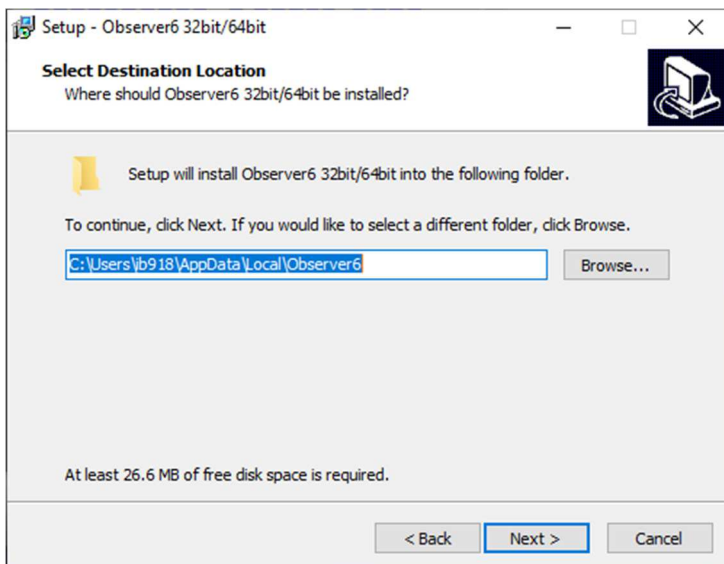 Setup - Observer6 32bit/64bit
Select Destination Location
Where should Observer6 32bit/64bit be installed?
Setup will install Observer6 32bit/64bit into the following folder.
To continue, click Next. If you would like to select a different folder, click Browse.
C:\Users\jb918\AppData\Local\Observer6
Browse...
At least 26.6 MB of free disk space is required.
< Back
Next >
Cancel